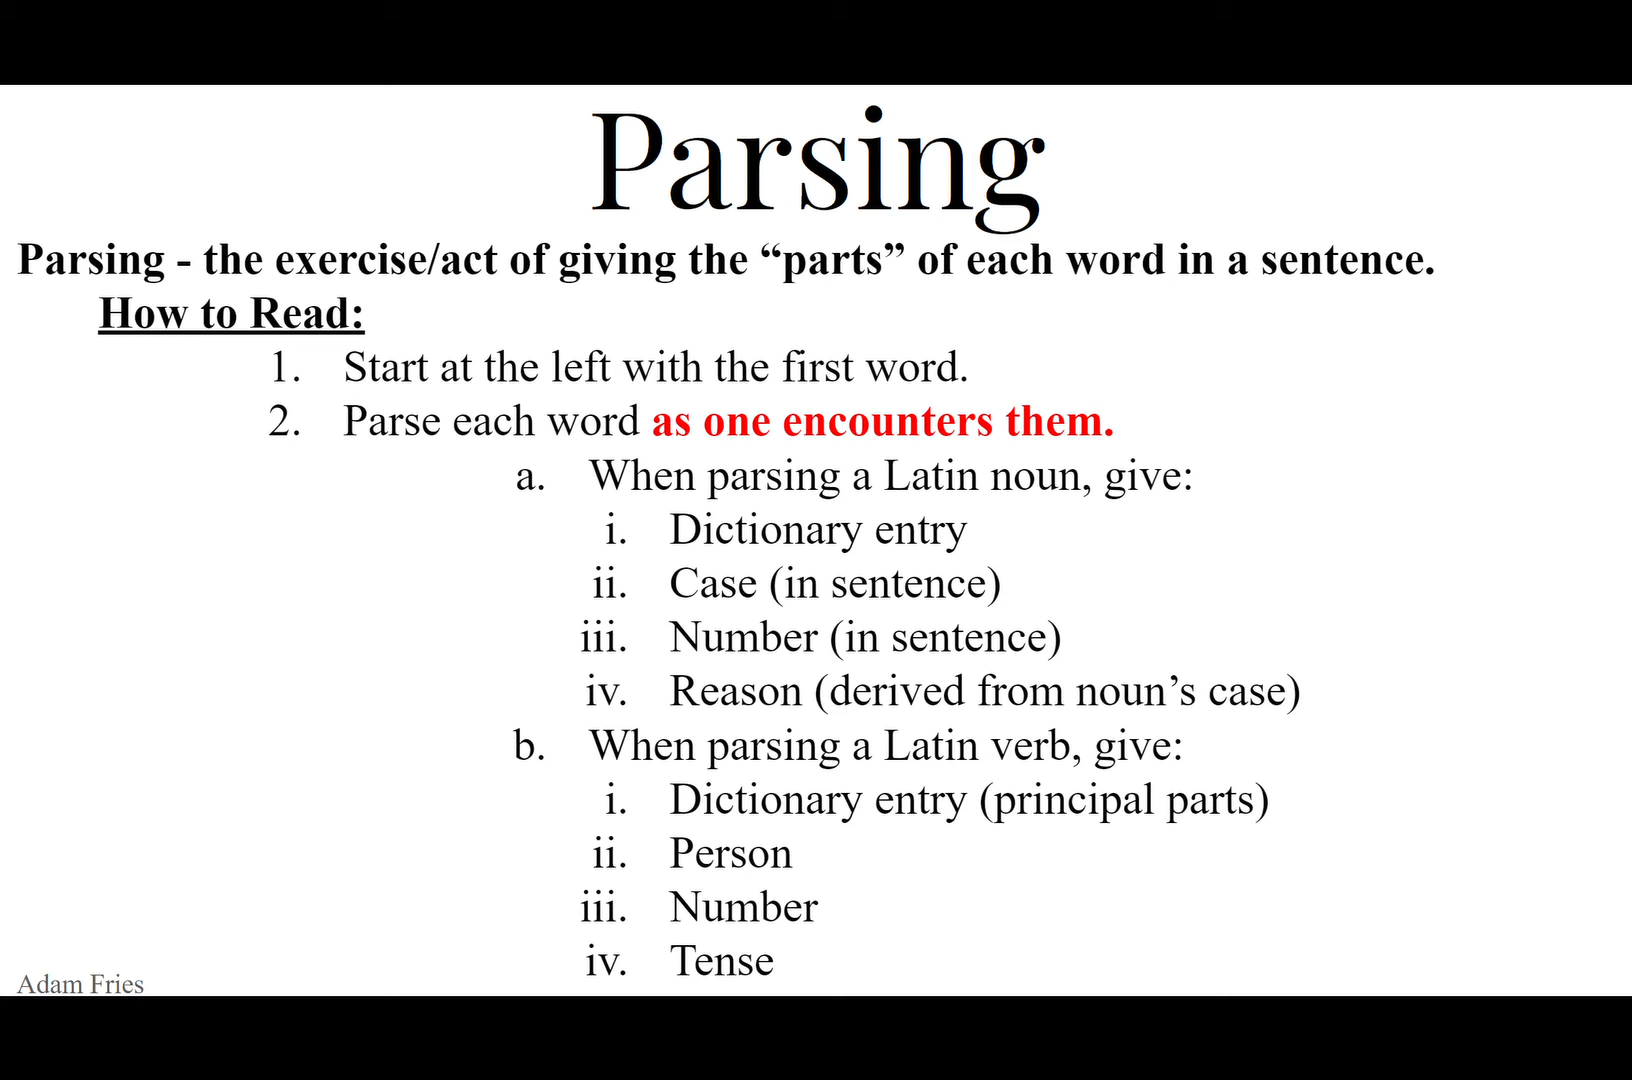 Parsing
Parsing - the exercise/act of giving the “parts” of each word in a sentence.
How to Read:
1. Start at the left with the first word.
2. Parse each word as one encounters them.
a. When parsing a Latin noun, give:
i. Dictionary entry
ii. Case (in sentence)
iii. Number (in sentence)
iv. Reason (derived from noun’s case)
b. When parsing a Latin verb, give:
i. Dictionary entry (principal parts)
ii. Person
iii. Number
iv. Tense
Adam Fries